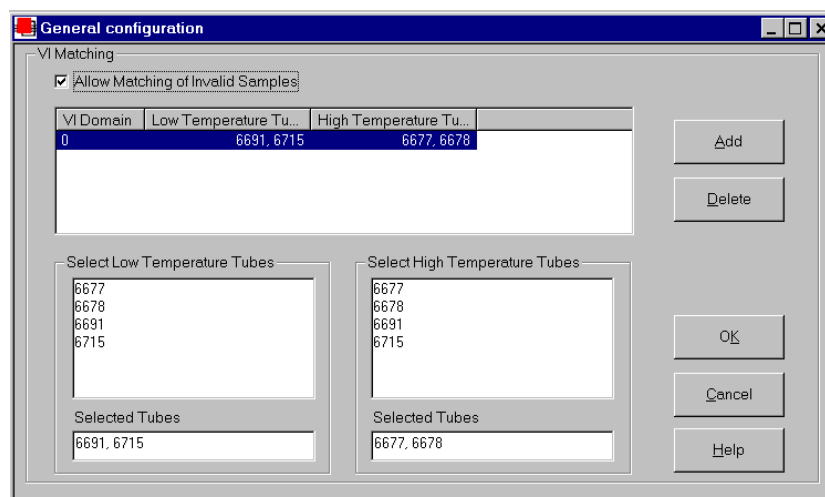 General configuration
VI Matching
Allow Matching of Invalid Samples
VI Domain Low Temperature Tu... High Temperature Tu...
0 6691, 6715 6677, 6678
Add
Delete
Select Low Temperature Tubes
6677
6678
6691
6715
Selected Tubes
6691, 6715
Select High Temperature Tubes
6677
6678
6691
6715
Selected Tubes
6677, 6678
OK
Cancel
Help